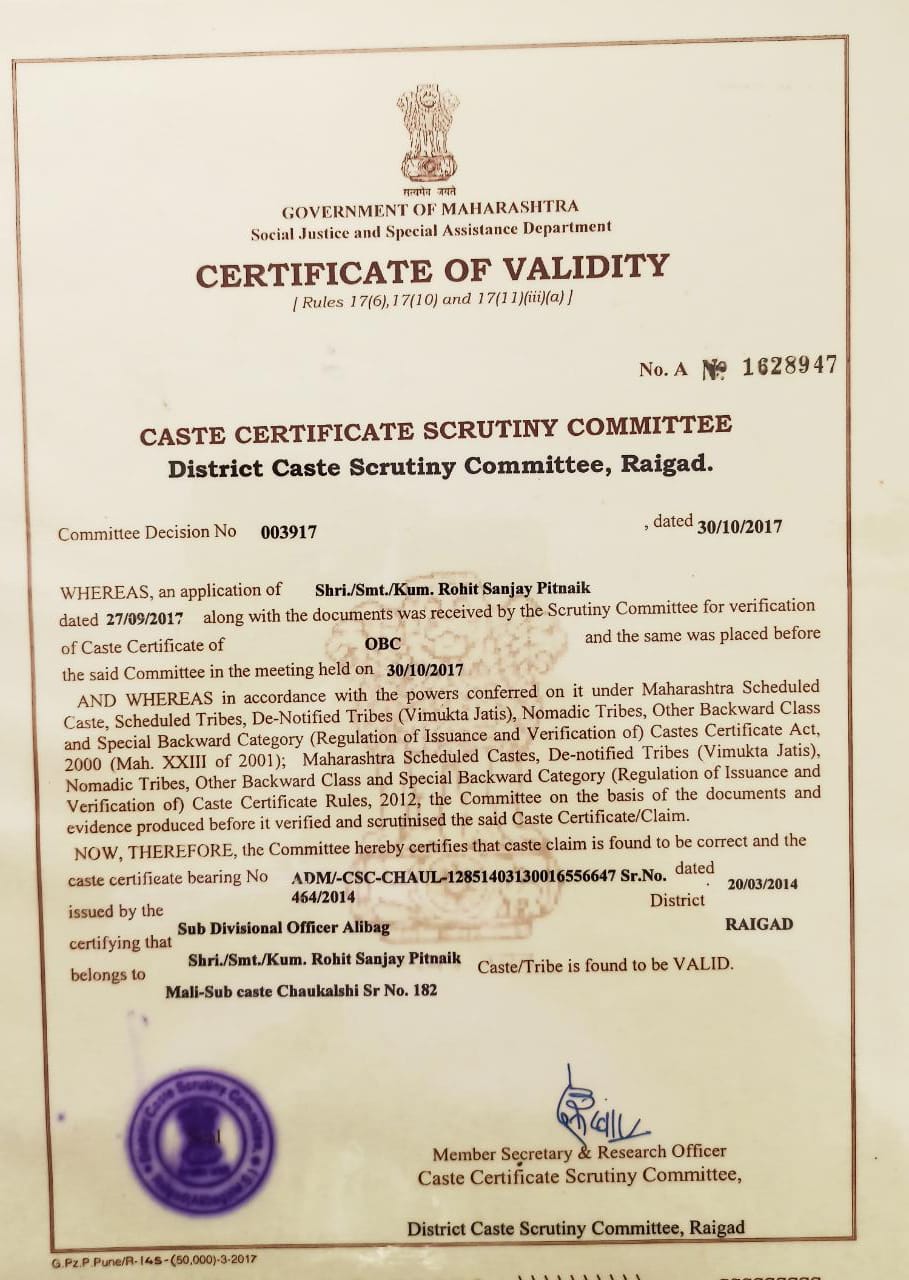 सत्यमेव जयते
GOVERNMENT OF MAHARASHTRA
Social Justice and Special Assistance Department
CERTIFICATE OF VALIDITY
[ Rules 17(6),17(10) and 17(11)(iii)(a) ]
No. A № 1628947
CASTE CERTIFICATE SCRUTINY COMMITTEE
District Caste Scrutiny Committee, Raigad.
Committee Decision No 003917 , dated 30/10/2017
WHEREAS, an application of Shri./Smt./Kum. Rohit Sanjay Pitnaik
dated 27/09/2017 along with the documents was received by the Scrutiny Committee for verification
of Caste Certificate of OBC and the same was placed before
the said Committee in the meeting held on 30/10/2017
AND WHEREAS in accordance with the powers conferred on it under Maharashtra Scheduled
Caste, Scheduled Tribes, De-Notified Tribes (Vimukta Jatis), Nomadic Tribes, Other Backward Class
and Special Backward Category (Regulation of Issuance and Verification of) Castes Certificate Act,
2000 (Mah. XXIII of 2001); Maharashtra Scheduled Castes, De-notified Tribes (Vimukta Jatis),
Nomadic Tribes, Other Backward Class and Special Backward Category (Regulation of Issuance and
Verification of) Caste Certificate Rules, 2012, the Committee on the basis of the documents and
evidence produced before it verified and scrutinised the said Caste Certificate/Claim.
NOW, THEREFORE, the Committee hereby certifies that caste claim is found to be correct and the
caste certificate bearing No ADM/-CSC-CHAUL-12851403130016556647 Sr.No. dated
464/2014 20/03/2014
issued by the District
Sub Divisional Officer Alibag RAIGAD
certifying that
Shri./Smt./Kum. Rohit Sanjay Pitnaik Caste/Tribe is found to be VALID.
belongs to
Mali-Sub caste Chaukalshi Sr No. 182
District Caste Scrutiny Committee
Member Secretary & Research Officer
Caste Certificate Scrutiny Committee,
District Caste Scrutiny Committee, Raigad
G.Pz.P.Pune/R-145-(50,000)-3-2017